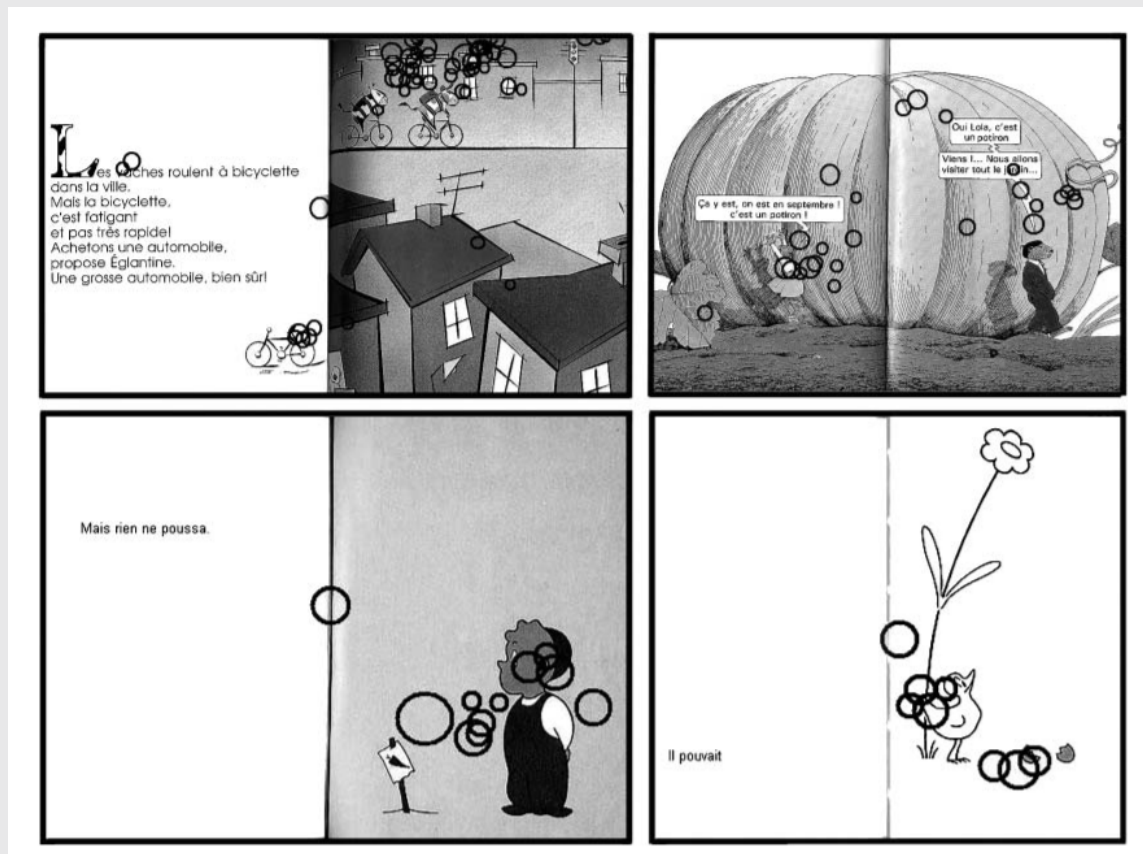 Les vaches roulent à bicyclette
dans la ville.
Mais la bicyclette,
c'est fatigant
et pas très rapide!
Achetons une automobile,
propose Églantine.
Une grosse automobile, bien sûr!
Oui Lola, c'est
un potiron
Viens !... Nous allons
visiter tout le jardin...
Ça y est, on est en septembre !
c'est un potiron !
Mais rien ne poussa.
Il pouvait